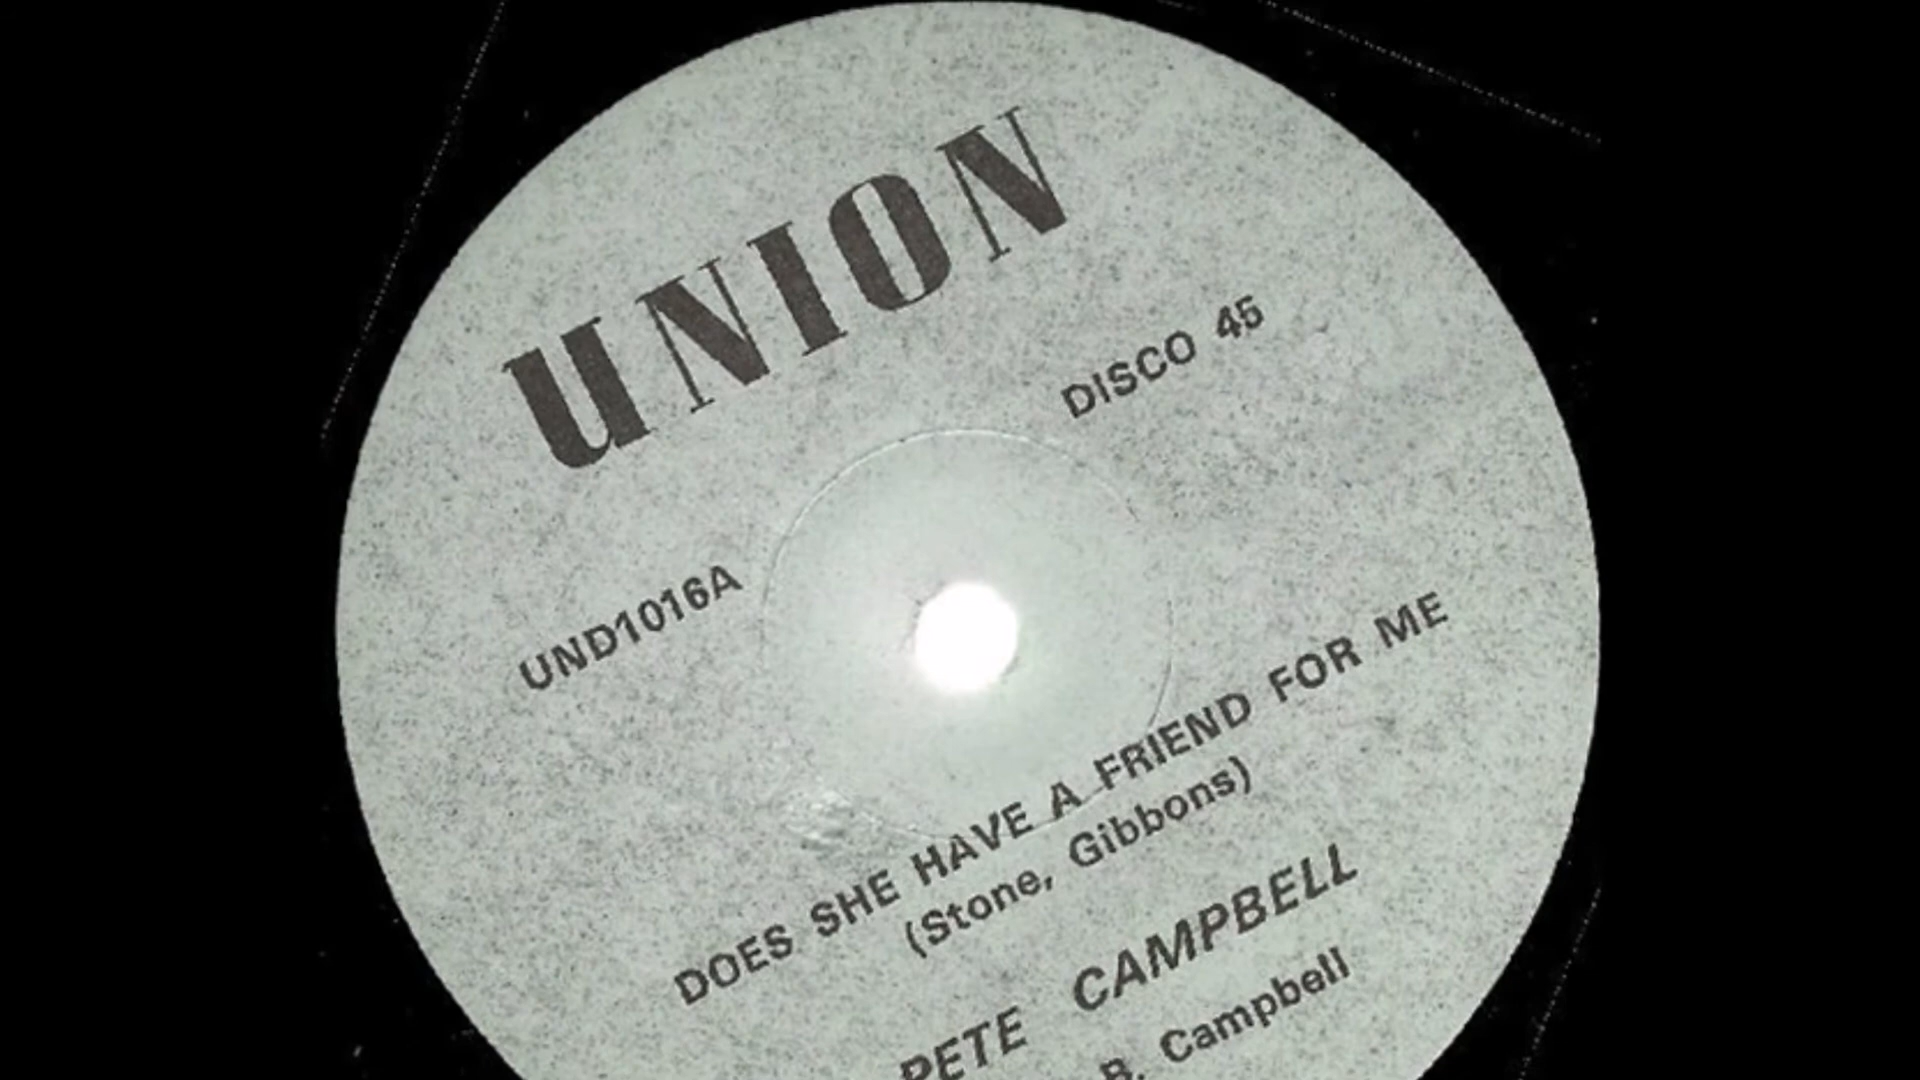 UNION
DISCO 45
UND1016A
DOES SHE HAVE A FRIEND FOR ME
(Stone, Gibbons)
PETE CAMPBELL
B. Campbell